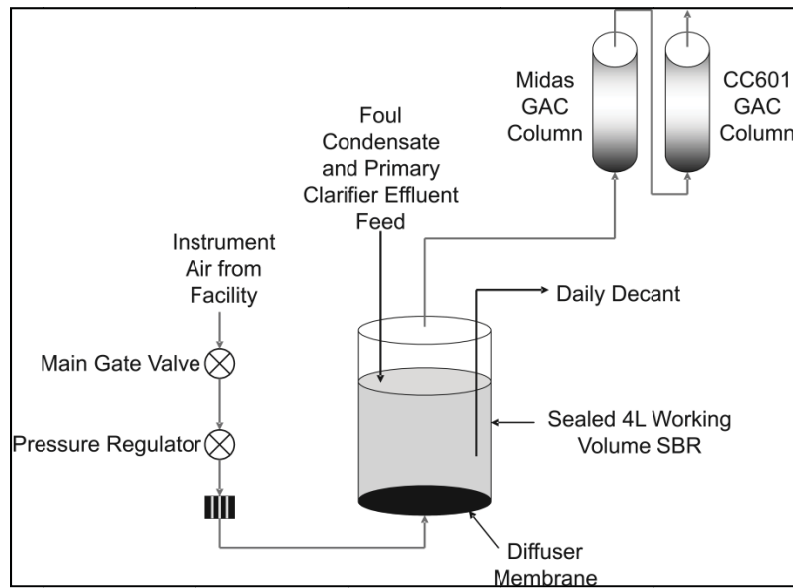 Midas
GAC
Column
CC601
GAC
Column
Foul
Condensate
and Primary
Clarifier Effluent
Feed
Instrument
Air from
Facility
Daily Decant
Main Gate Valve
Sealed 4L Working
Volume SBR
Pressure Regulator
Diffuser
Membrane